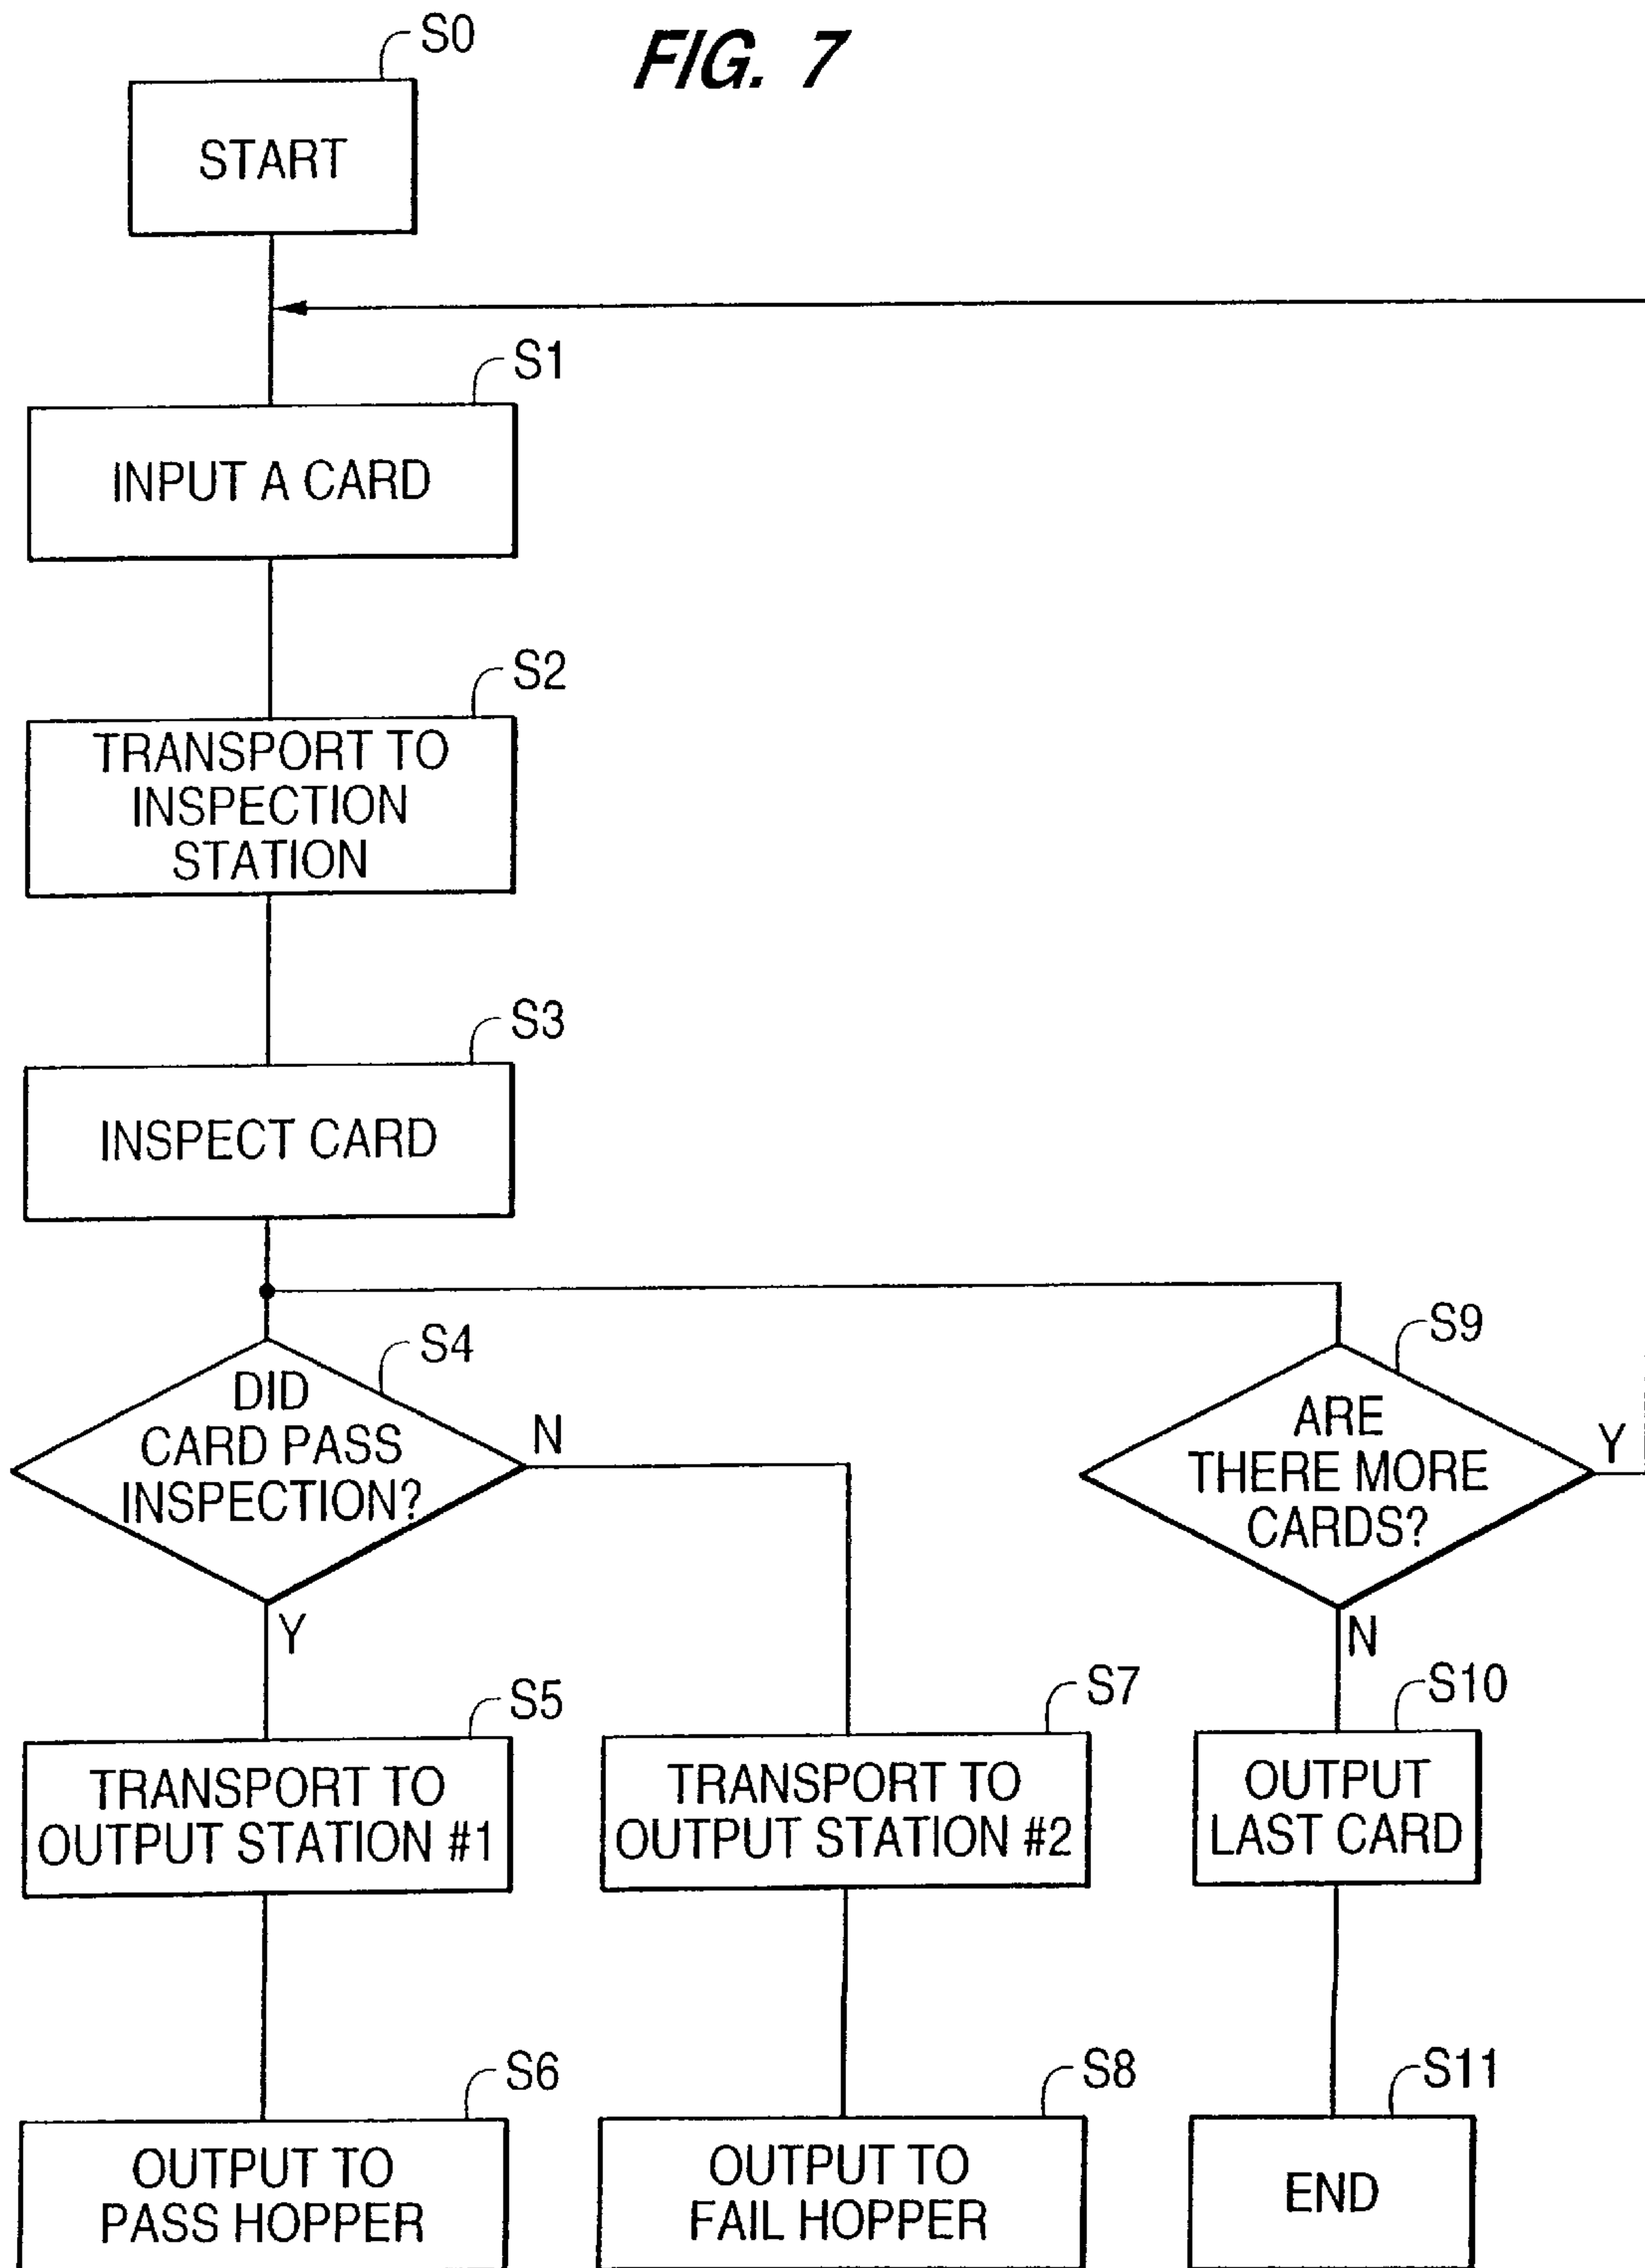 FIG. 7
S0
START
S1
INPUT A CARD
S2
TRANSPORT TO
INSPECTION
STATION
S3
INSPECT CARD
S4
DID
CARD PASS
INSPECTION?
N
Y
S9
ARE
THERE MORE
CARDS?
Y
N
S5
TRANSPORT TO
OUTPUT STATION #1
S7
TRANSPORT TO
OUTPUT STATION #2
S10
OUTPUT
LAST CARD
S6
OUTPUT TO
PASS HOPPER
S8
OUTPUT TO
FAIL HOPPER
S11
END